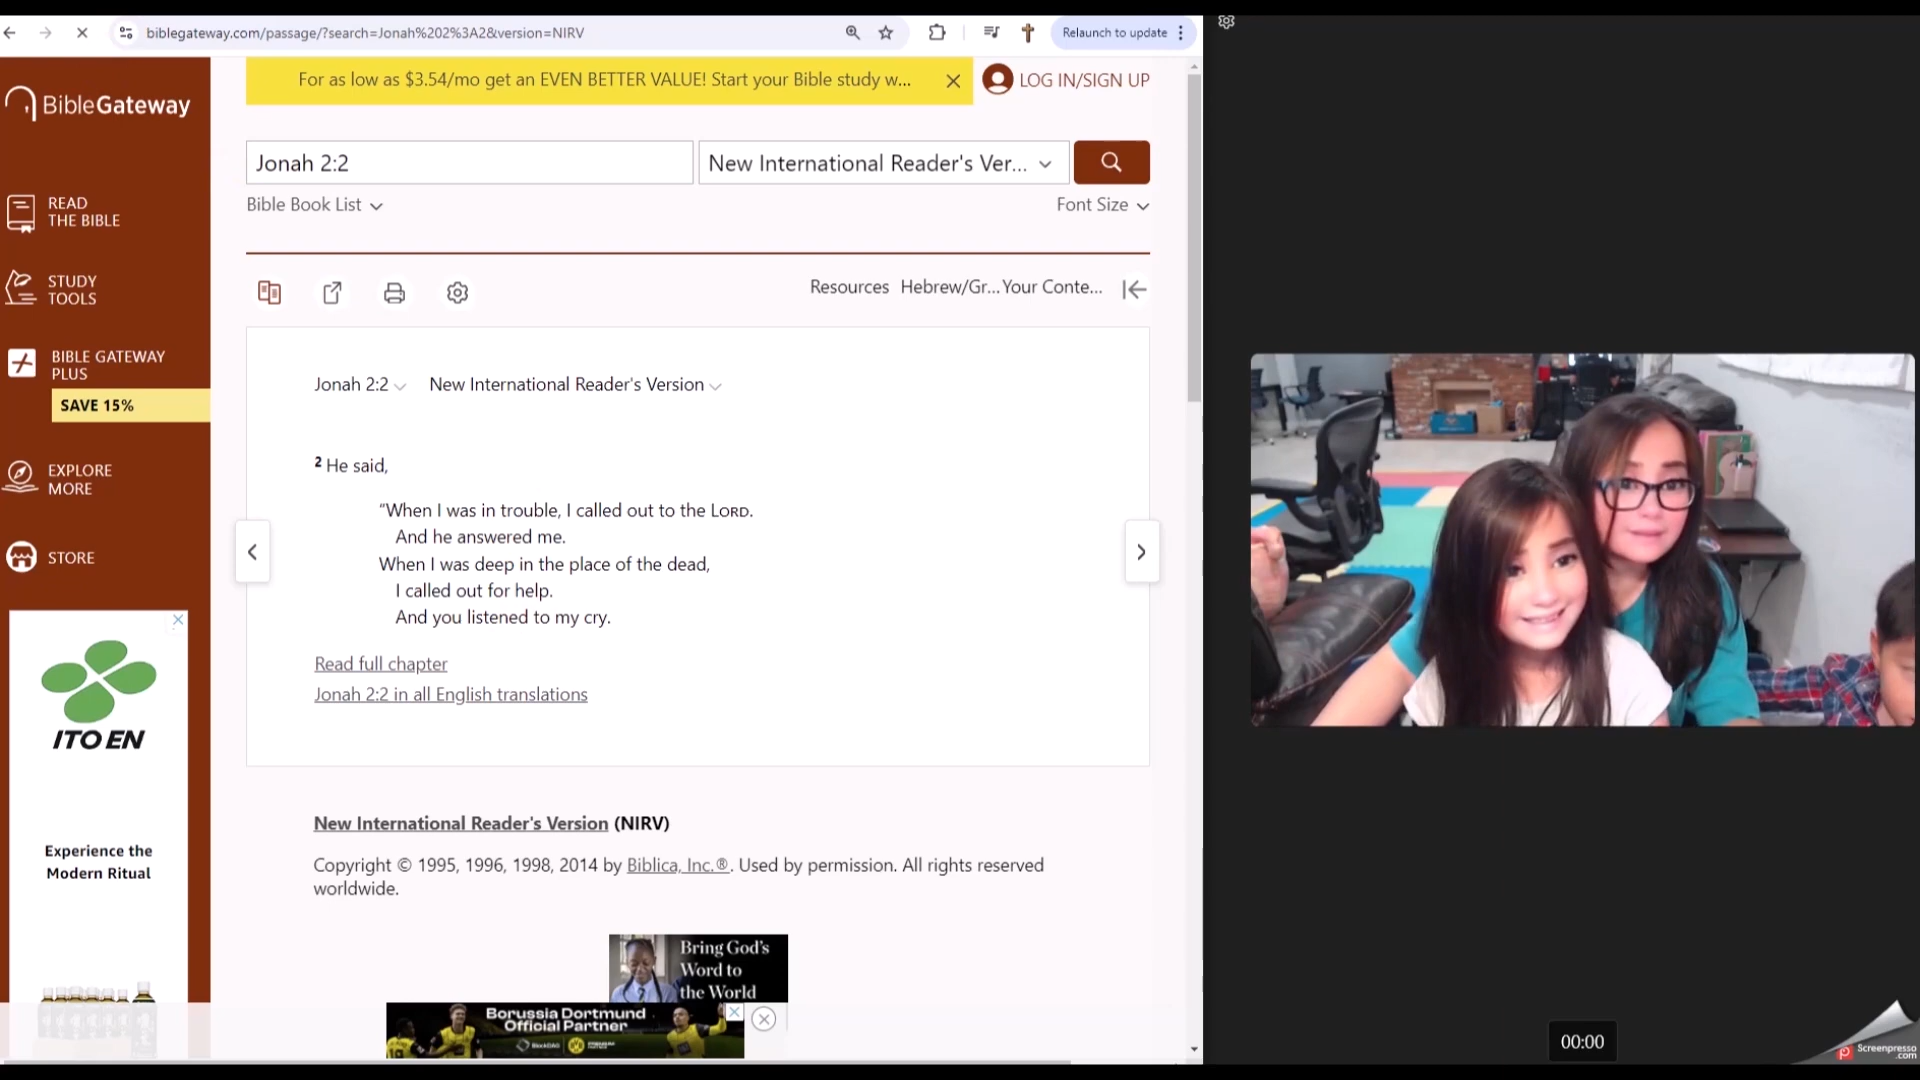 biblegateway.com/passage/?search=Jonah%202%3A2&version=NIRV
Relaunch to update
BibleGateway
For as low as $3.54/mo get an EVEN BETTER VALUE! Start your Bible study w...
LOG IN/SIGN UP
Jonah 2:2
New International Reader's Ver...
Bible Book List
Font Size
READ
THE BIBLE
STUDY
TOOLS
BIBLE GATEWAY
PLUS
SAVE 15%
EXPLORE
MORE
STORE
Resources Hebrew/Gr... Your Conte...
Jonah 2:2 New International Reader's Version
2 He said,
“When I was in trouble, I called out to the LORD.
And he answered me.
When I was deep in the place of the dead,
I called out for help.
And you listened to my cry.
Read full chapter
Jonah 2:2 in all English translations
ITO EN
Experience the
Modern Ritual
New International Reader's Version (NIRV)
Copyright © 1995, 1996, 1998, 2014 by Biblica, Inc.®. Used by permission. All rights reserved
worldwide.
Bring God's
Word to
the World
Borussia Dortmund
Official Partner
BlockDAG
00:00
Screenpresso
.com